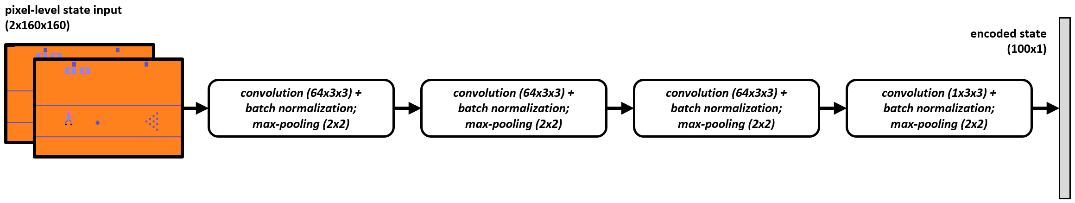 pixel-level state input
(2x160x160)
encoded state
(100x1)
convolution (64x3x3) +
batch normalization;
max-pooling (2x2)
convolution (64x3x3) +
batch normalization;
max-pooling (2x2)
convolution (64x3x3) +
batch normalization;
max-pooling (2x2)
convolution (1x3x3) +
batch normalization;
max-pooling (2x2)